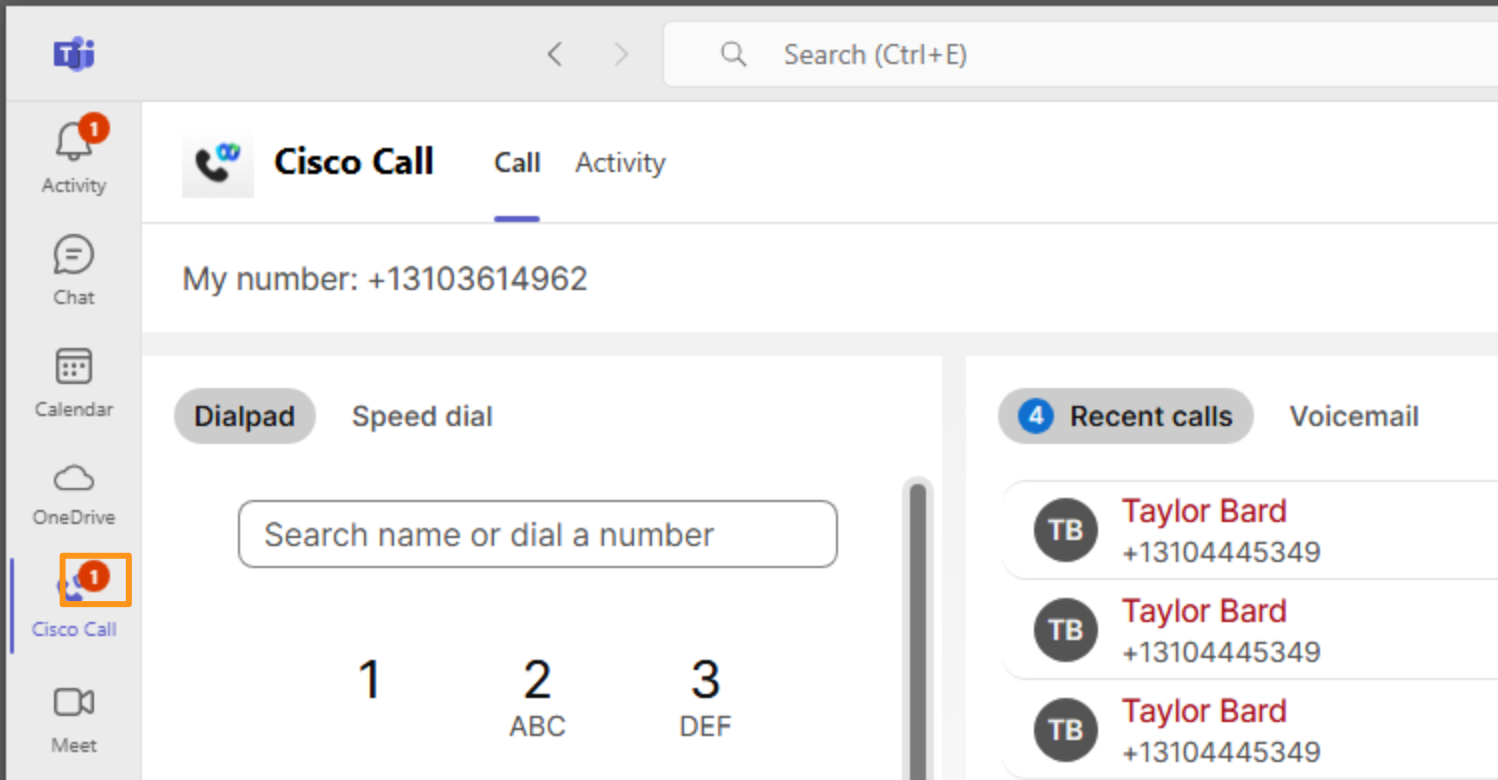 Search (Ctrl+E)
1
Activity
Chat
Calendar
OneDrive
1
Cisco Call
Meet
Cisco Call
Call
Activity
My number: +13103614962
Dialpad
Speed dial
Search name or dial a number
1
2
3
ABC
DEF
4
Recent calls
Voicemail
TB
Taylor Bard
+13104445349
TB
Taylor Bard
+13104445349
TB
Taylor Bard
+13104445349